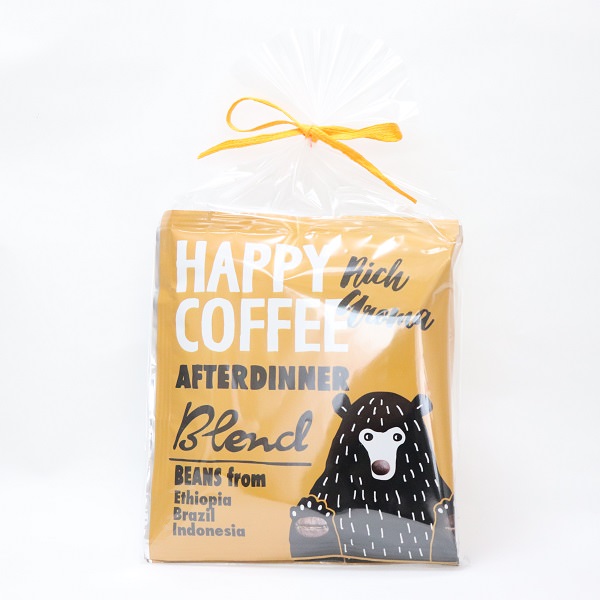 HAPPY
COFFEE
Rich
Aroma
AFTERDINNER
Blend
BEANS from
Ethiopia
Brazil
Indonesia